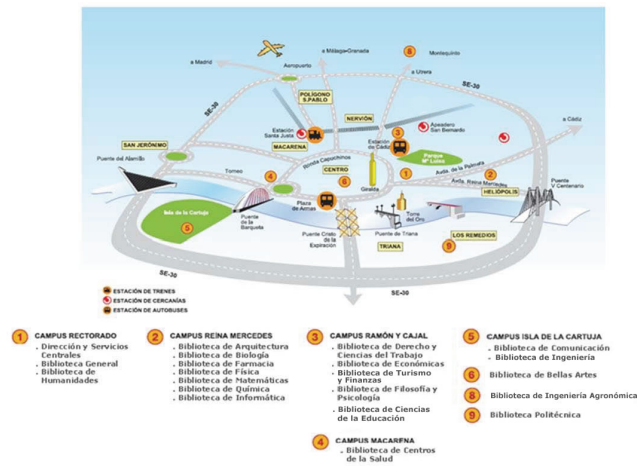 a Málaga-Granada
Montequinto
8
a Madrid
Aeropuerto
a Utrera
SE-30
SE-30
POLÍGONO
S. PABLO
a Cádiz
NERVIÓN
Estación
Santa Justa
3
Apeadero
San Bernardo
SAN JERÓNIMO
MACARENA
Estación
de Cádiz
Ronda Capuchinos
Parque
Mª Luisa
Puente del Alamillo
Torneo
4
CENTRO
6
1
2
Avda. de la Palmera
Avda. Reina Mercedes
Giralda
HELIÓPOLIS
Puente
V Centenario
Isla de la Cartuja
5
Plaza
de Armas
Puente
de la
Barqueta
Torre
del Oro
Puente Cristo
de la
Expiración
Puente de Triana
TRIANA
LOS REMEDIOS
9
SE-30
SE-30
ESTACIÓN DE TRENES
ESTACIÓN DE CERCANÍAS
ESTACIÓN DE AUTOBUSES
1 CAMPUS RECTORADO
. Dirección y Servicios
Centrales
. Biblioteca General
. Biblioteca de
Humanidades
2 CAMPUS REINA MERCEDES
. Biblioteca de Arquitectura
. Biblioteca de Biología
. Biblioteca de Farmacia
. Biblioteca de Física
. Biblioteca de Matemáticas
. Biblioteca de Química
. Biblioteca de Informática
3 CAMPUS RAMÓN Y CAJAL
. Biblioteca de Derecho y
Ciencias del Trabajo
. Biblioteca de Económicas
. Biblioteca de Turismo
y Finanzas
. Biblioteca de Filosofía y
Psicología
. Biblioteca de Ciencias
de la Educación
4 CAMPUS MACARENA
. Biblioteca de Centros
de la Salud
5 CAMPUS ISLA DE LA CARTUJA
. Biblioteca de Comunicación
. Biblioteca de Ingeniería
6 Biblioteca de Bellas Artes
8 Biblioteca de Ingeniería Agronómica
9 Biblioteca Politécnica